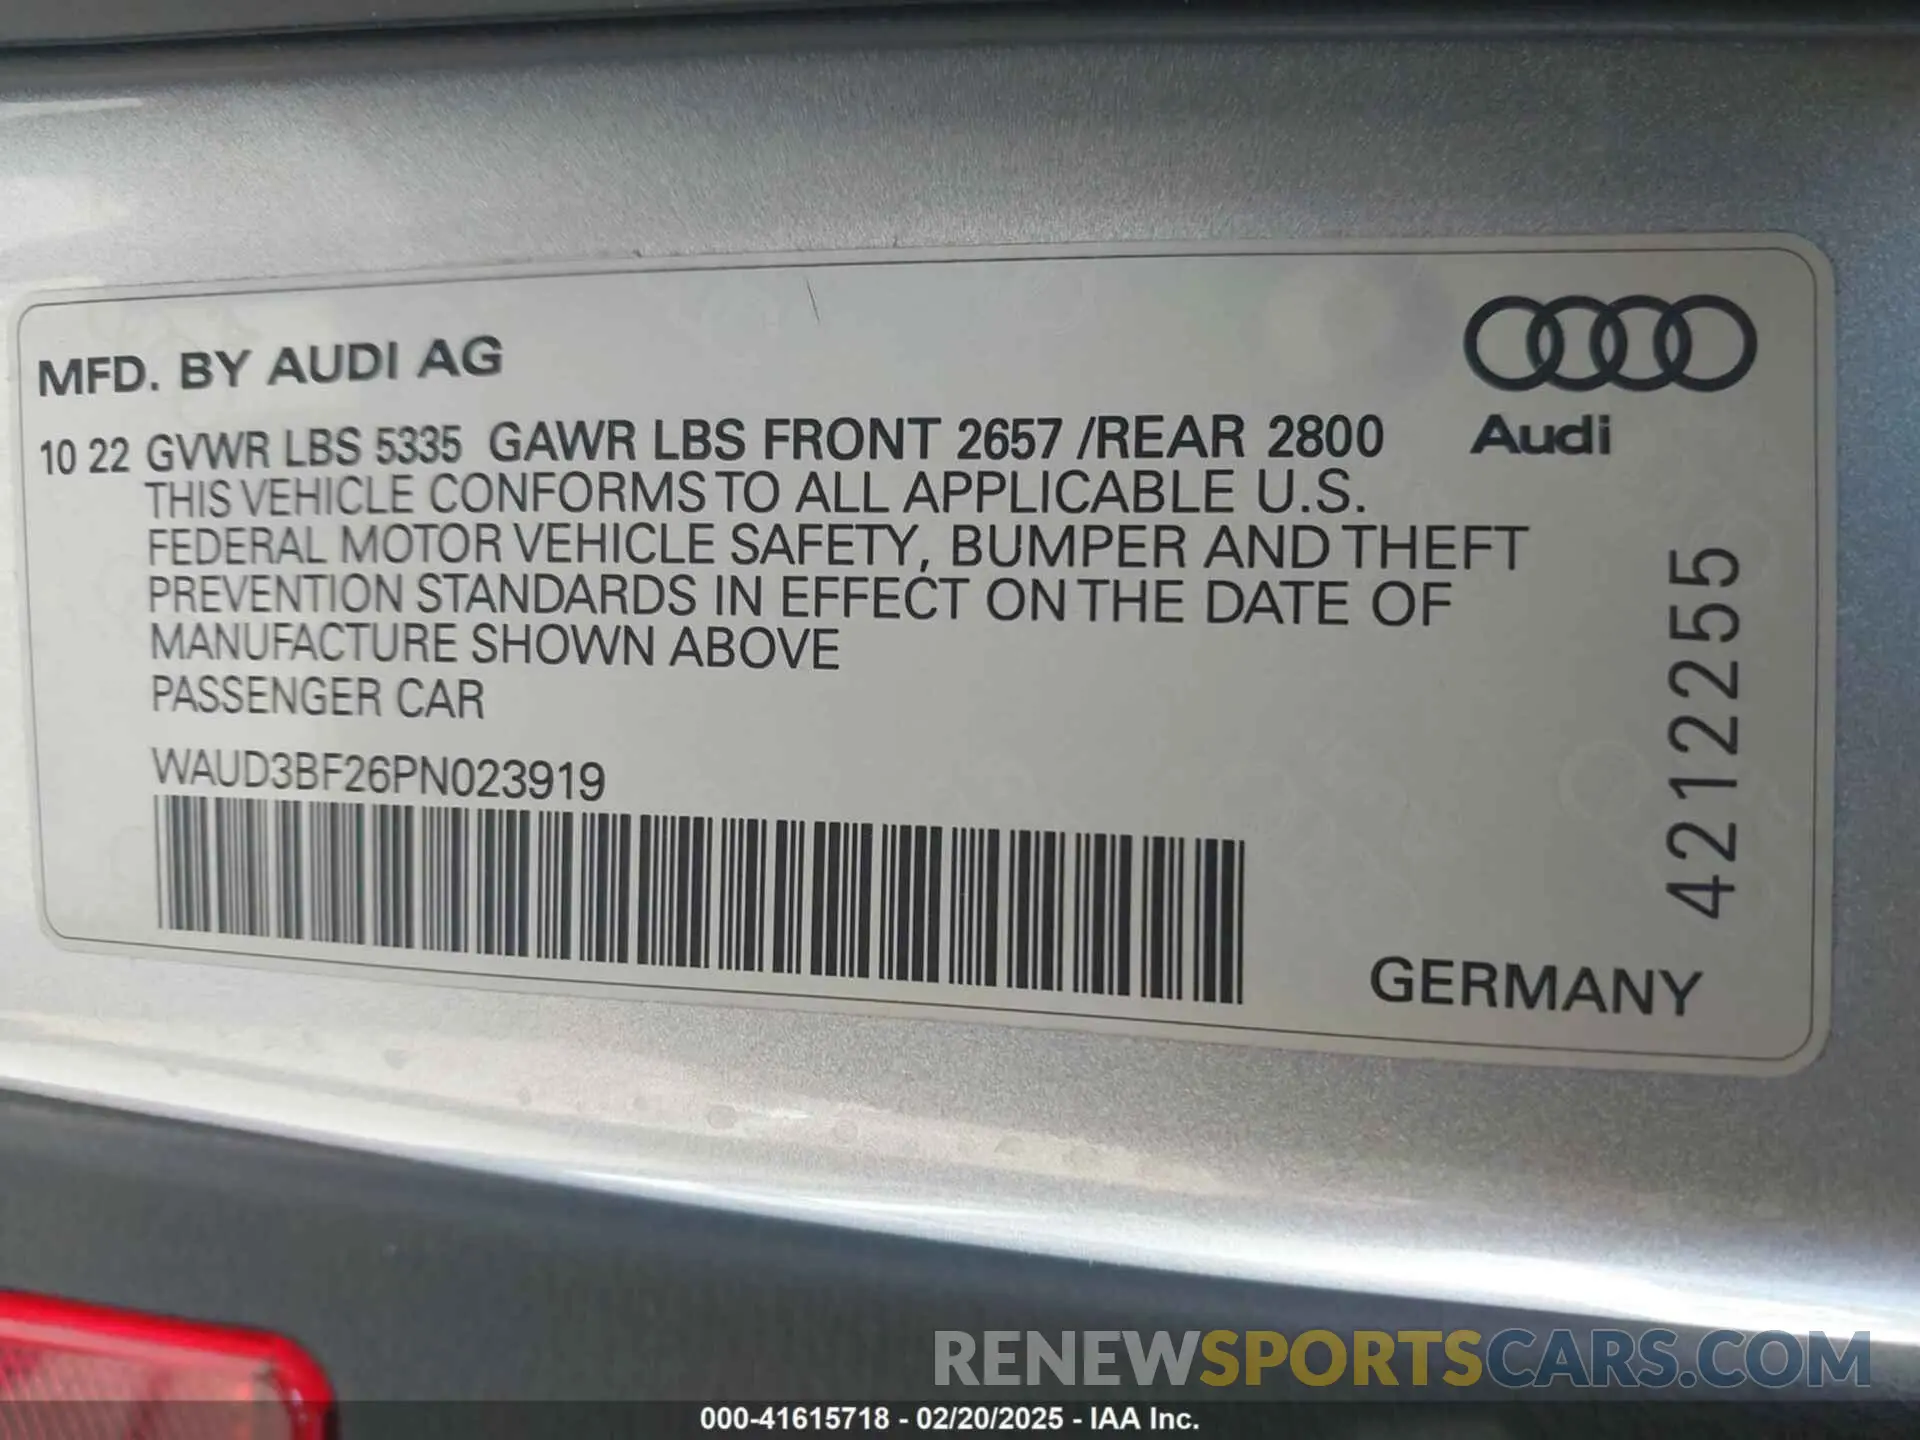 MFD. BY AUDI AG
10 22 GVWR LBS 5335 GAWR LBS FRONT 2657 /REAR 2800
THIS VEHICLE CONFORMS TO ALL APPLICABLE U.S.
FEDERAL MOTOR VEHICLE SAFETY, BUMPER AND THEFT
PREVENTION STANDARDS IN EFFECT ON THE DATE OF
MANUFACTURE SHOWN ABOVE
PASSENGER CAR
WAUD3BF26PN023919
Audi
4212255
GERMANY
RENEWSPORTSCARS.COM
000-41615718 - 02/20/2025 - IAA Inc.